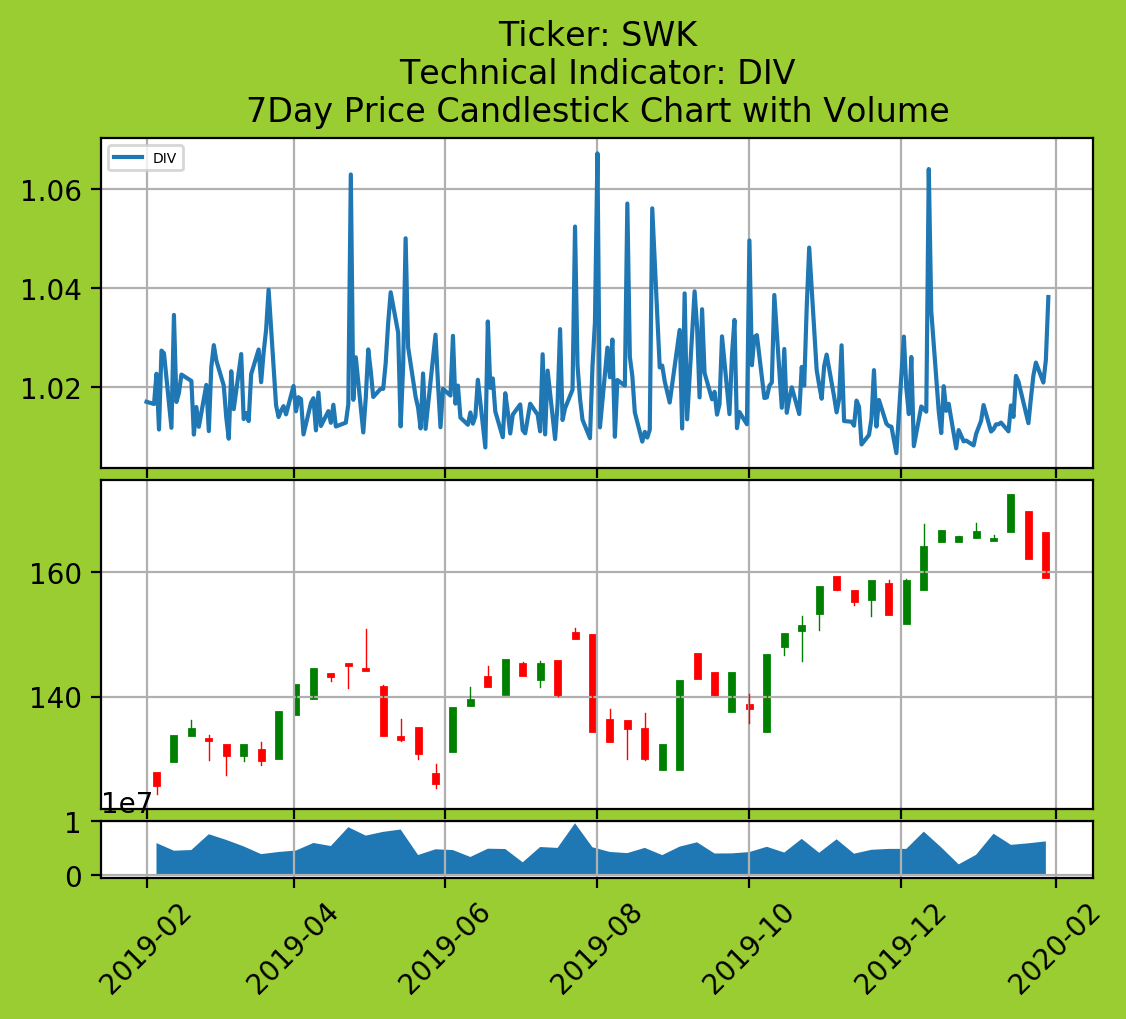 Ticker: SWK
Technical Indicator: DIV
7Day Price Candlestick Chart with Volume
DIV
1.06
1.04
1.02
160
140
1e7
1
0
2019-02
2019-04
2019-06
2019-08
2019-10
2019-12
2020-02